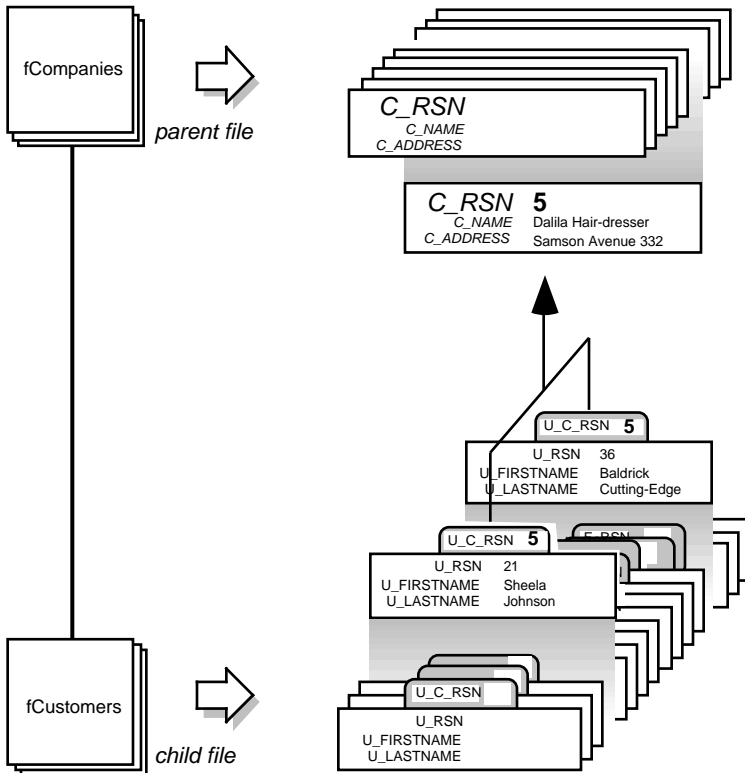 fCompanies
parent file
C_RSN
C_NAME
C_ADDRESS
C_RSN 5
C_NAME Dalila Hair-dresser
C_ADDRESS Samson Avenue 332
U_C_RSN 5
U_RSN 36
U_FIRSTNAME Baldrick
U_LASTNAME Cutting-Edge
U_C_RSN 5
U_RSN 21
U_FIRSTNAME Sheela
U_LASTNAME Johnson
fCustomers
child file
U_C_RSN
U_RSN
U_FIRSTNAME
U_LASTNAME